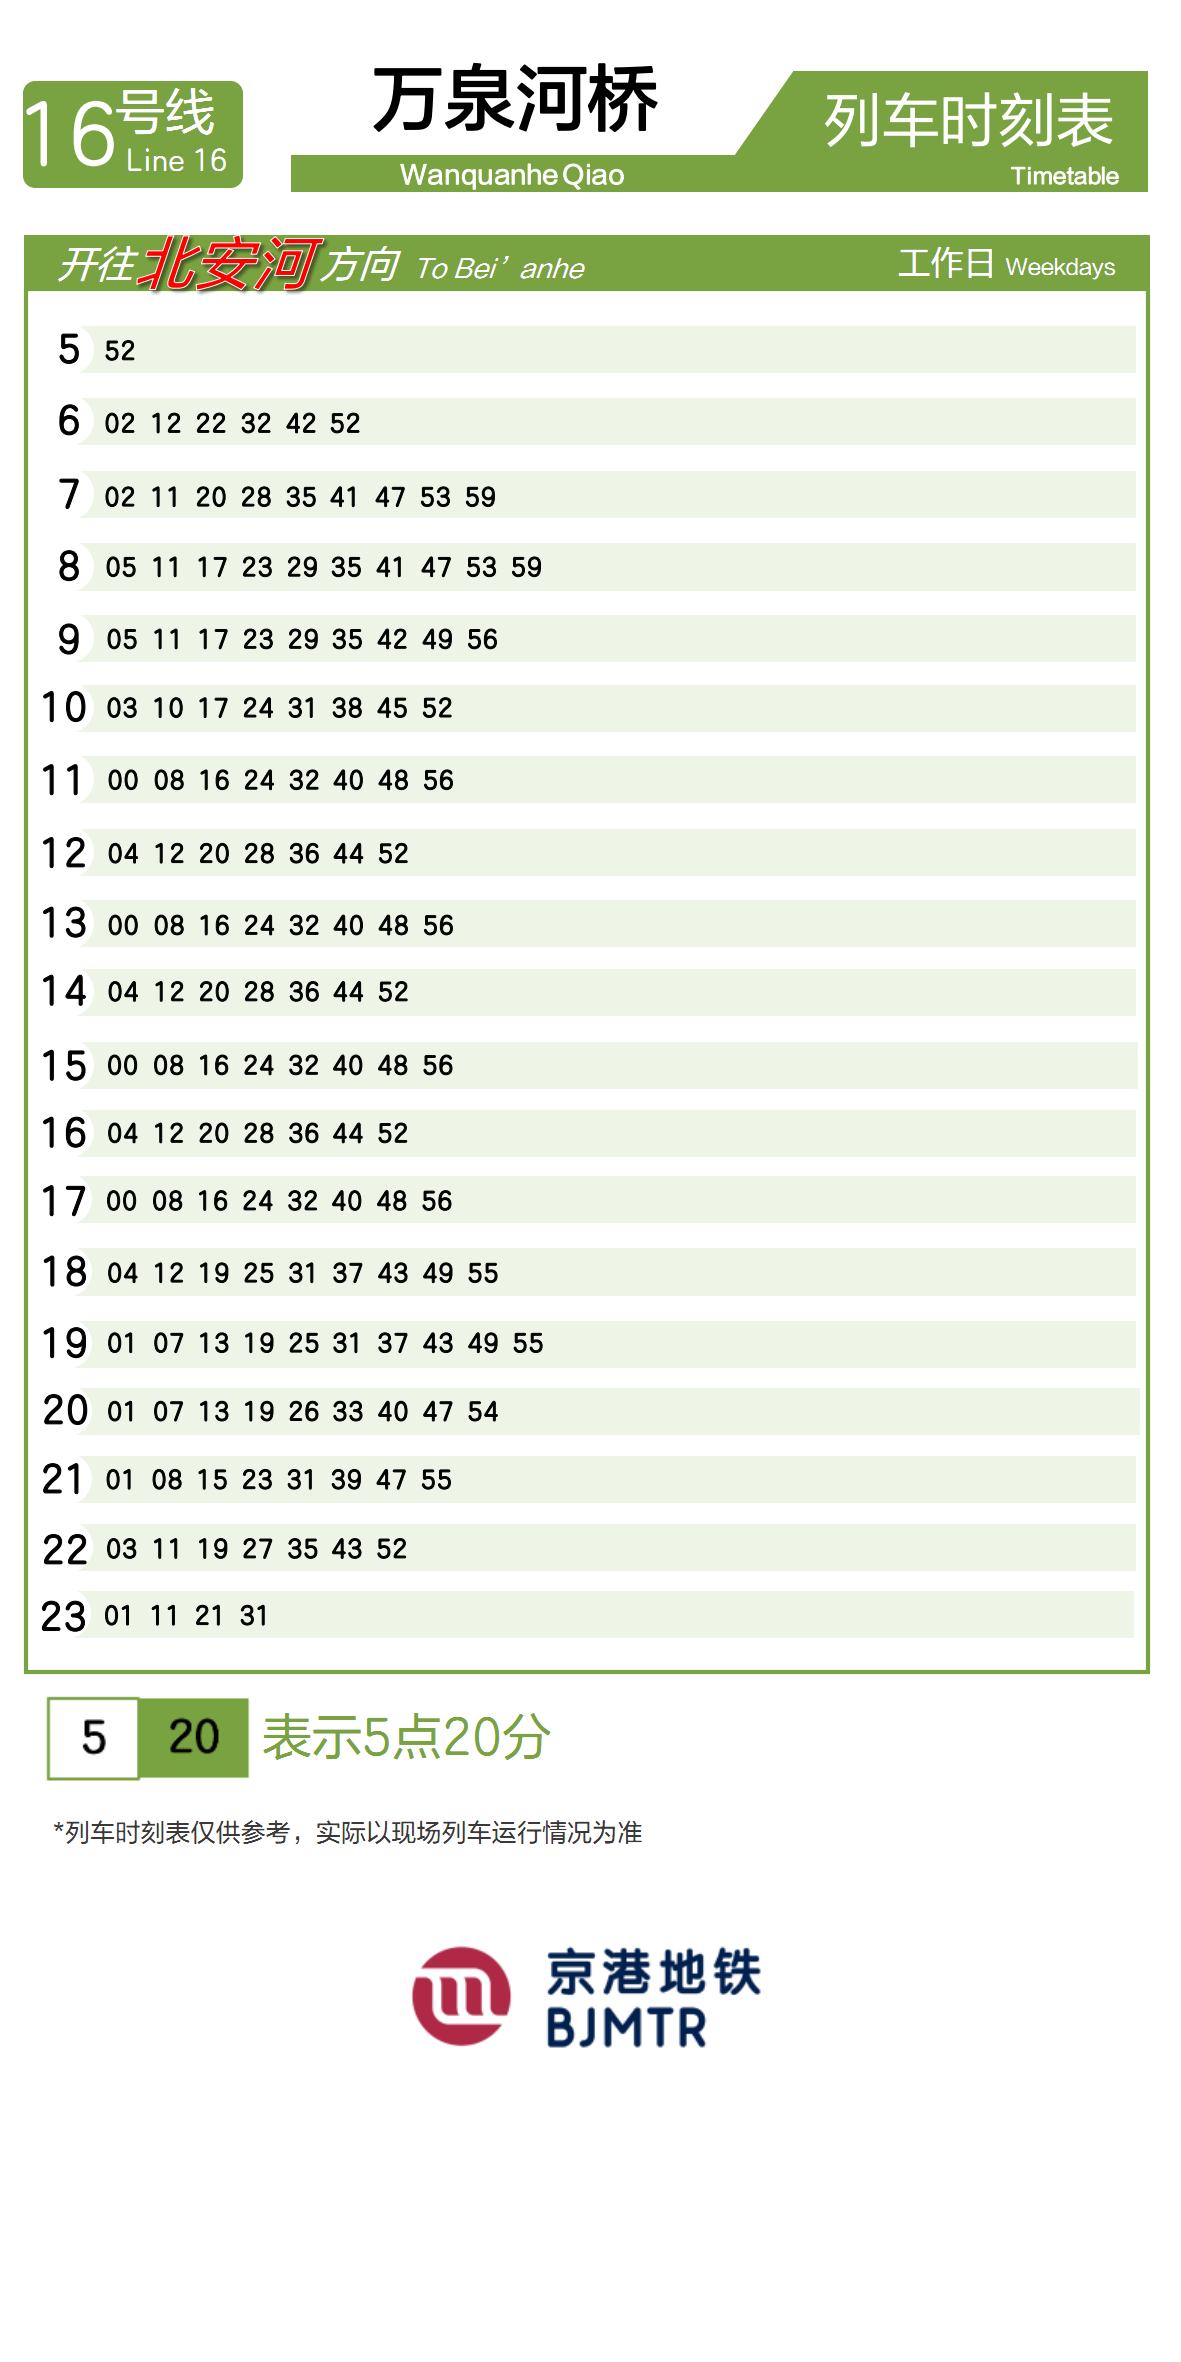 16号线
Line 16
万泉河桥
Wanquanhe Qiao
列车时刻表
Timetable
开往北安河方向 To Bei’anhe 工作日 Weekdays
5 52
6 02 12 22 32 42 52
7 02 11 20 28 35 41 47 53 59
8 05 11 17 23 29 35 41 47 53 59
9 05 11 17 23 29 35 42 49 56
10 03 10 17 24 31 38 45 52
11 00 08 16 24 32 40 48 56
12 04 12 20 28 36 44 52
13 00 08 16 24 32 40 48 56
14 04 12 20 28 36 44 52
15 00 08 16 24 32 40 48 56
16 04 12 20 28 36 44 52
17 00 08 16 24 32 40 48 56
18 04 12 19 25 31 37 43 49 55
19 01 07 13 19 25 31 37 43 49 55
20 01 07 13 19 26 33 40 47 54
21 01 08 15 23 31 39 47 55
22 03 11 19 27 35 43 52
23 01 11 21 31
5 20 表示5点20分
*列车时刻表仅供参考，实际以现场列车运行情况为准
京港地铁
BJMTR